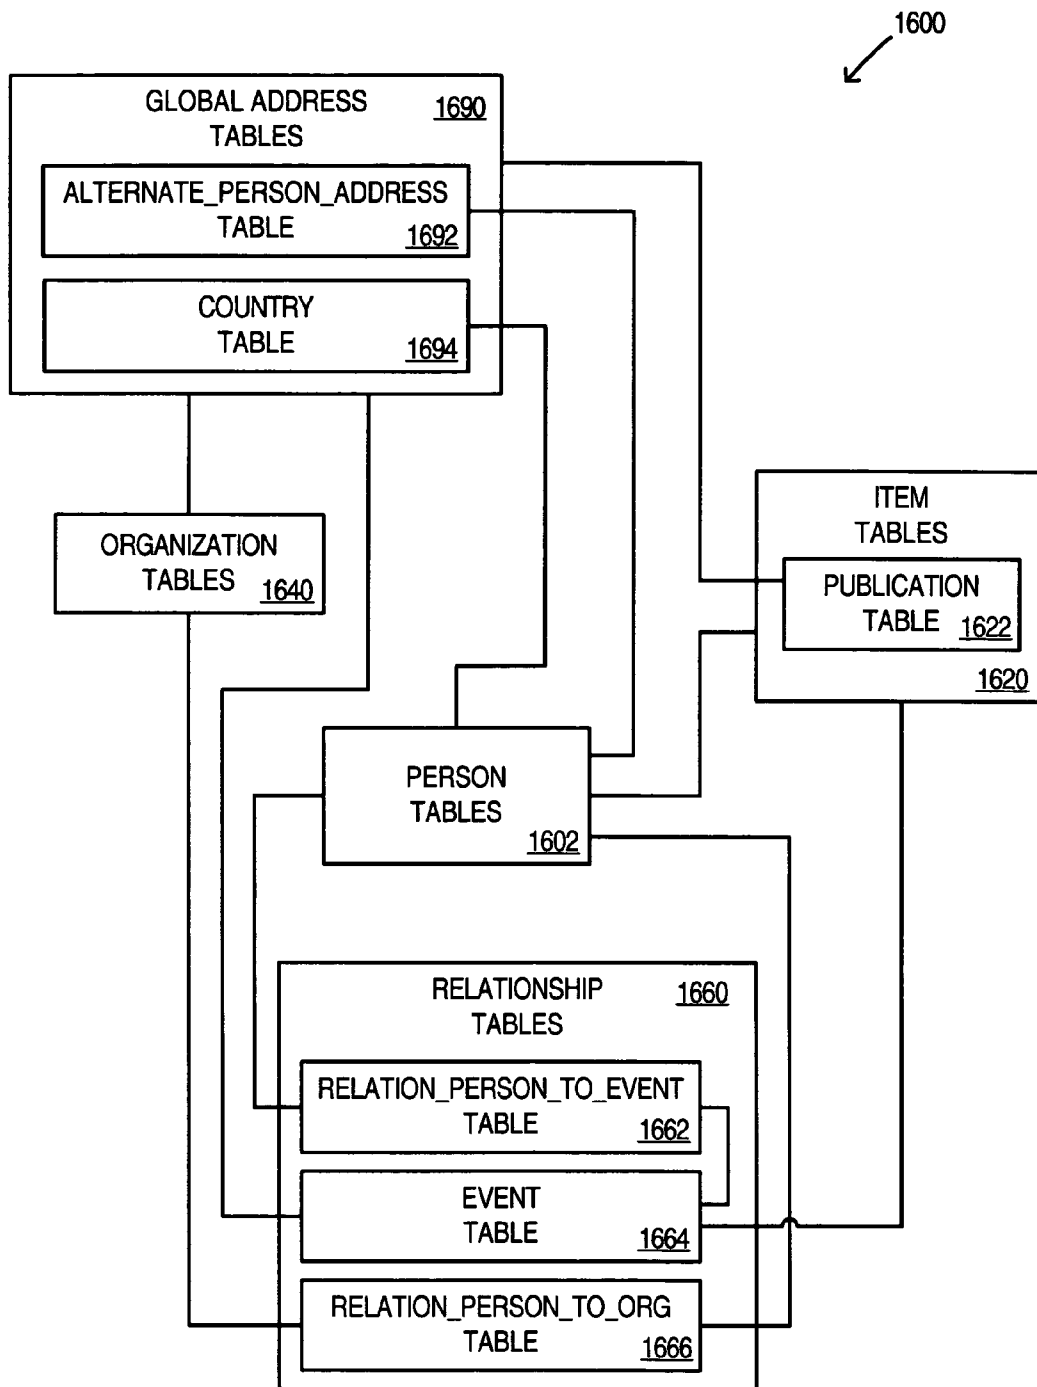 1600
GLOBAL ADDRESS
TABLES
1690
ALTERNATE_PERSON_ADDRESS
TABLE
1692
COUNTRY
TABLE
1694
ORGANIZATION
TABLES
1640
ITEM
TABLES
PUBLICATION
TABLE
1622
1620
PERSON
TABLES
1602
RELATIONSHIP
TABLES
1660
RELATION_PERSON_TO_EVENT
TABLE
1662
EVENT
TABLE
1664
RELATION_PERSON_TO_ORG
TABLE
1666